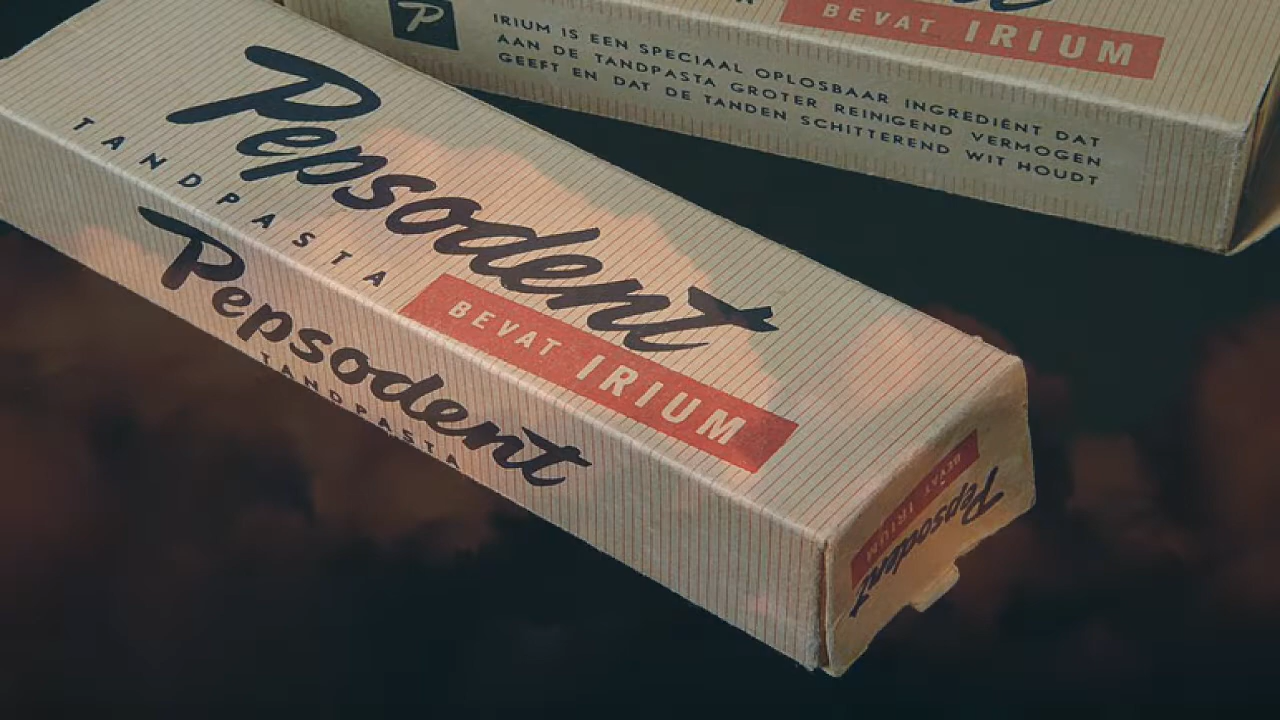 P
BEVAT IRIUM
IRIUM IS EEN SPECIAAL OPLOSBAAR INGREDIËNT DAT
AAN DE TANDPASTA GROTER REINIGEND VERMOGEN
GEEFT EN DAT DE TANDEN SCHITTEREND WIT HOUDT
Pepsodent
TANDPASTA
BEVAT IRIUM
Pepsodent
TANDPASTA
Pepsodent
BEVAT IRIUM